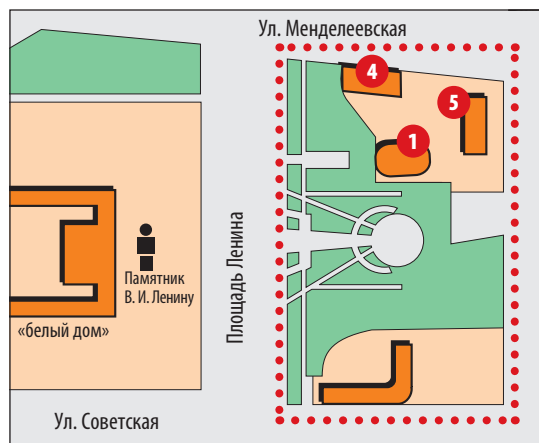 Ул. Менделеевская
4
5
1
Площадь Ленина
Памятник
В. И. Ленину
«белый дом»
Ул. Советская